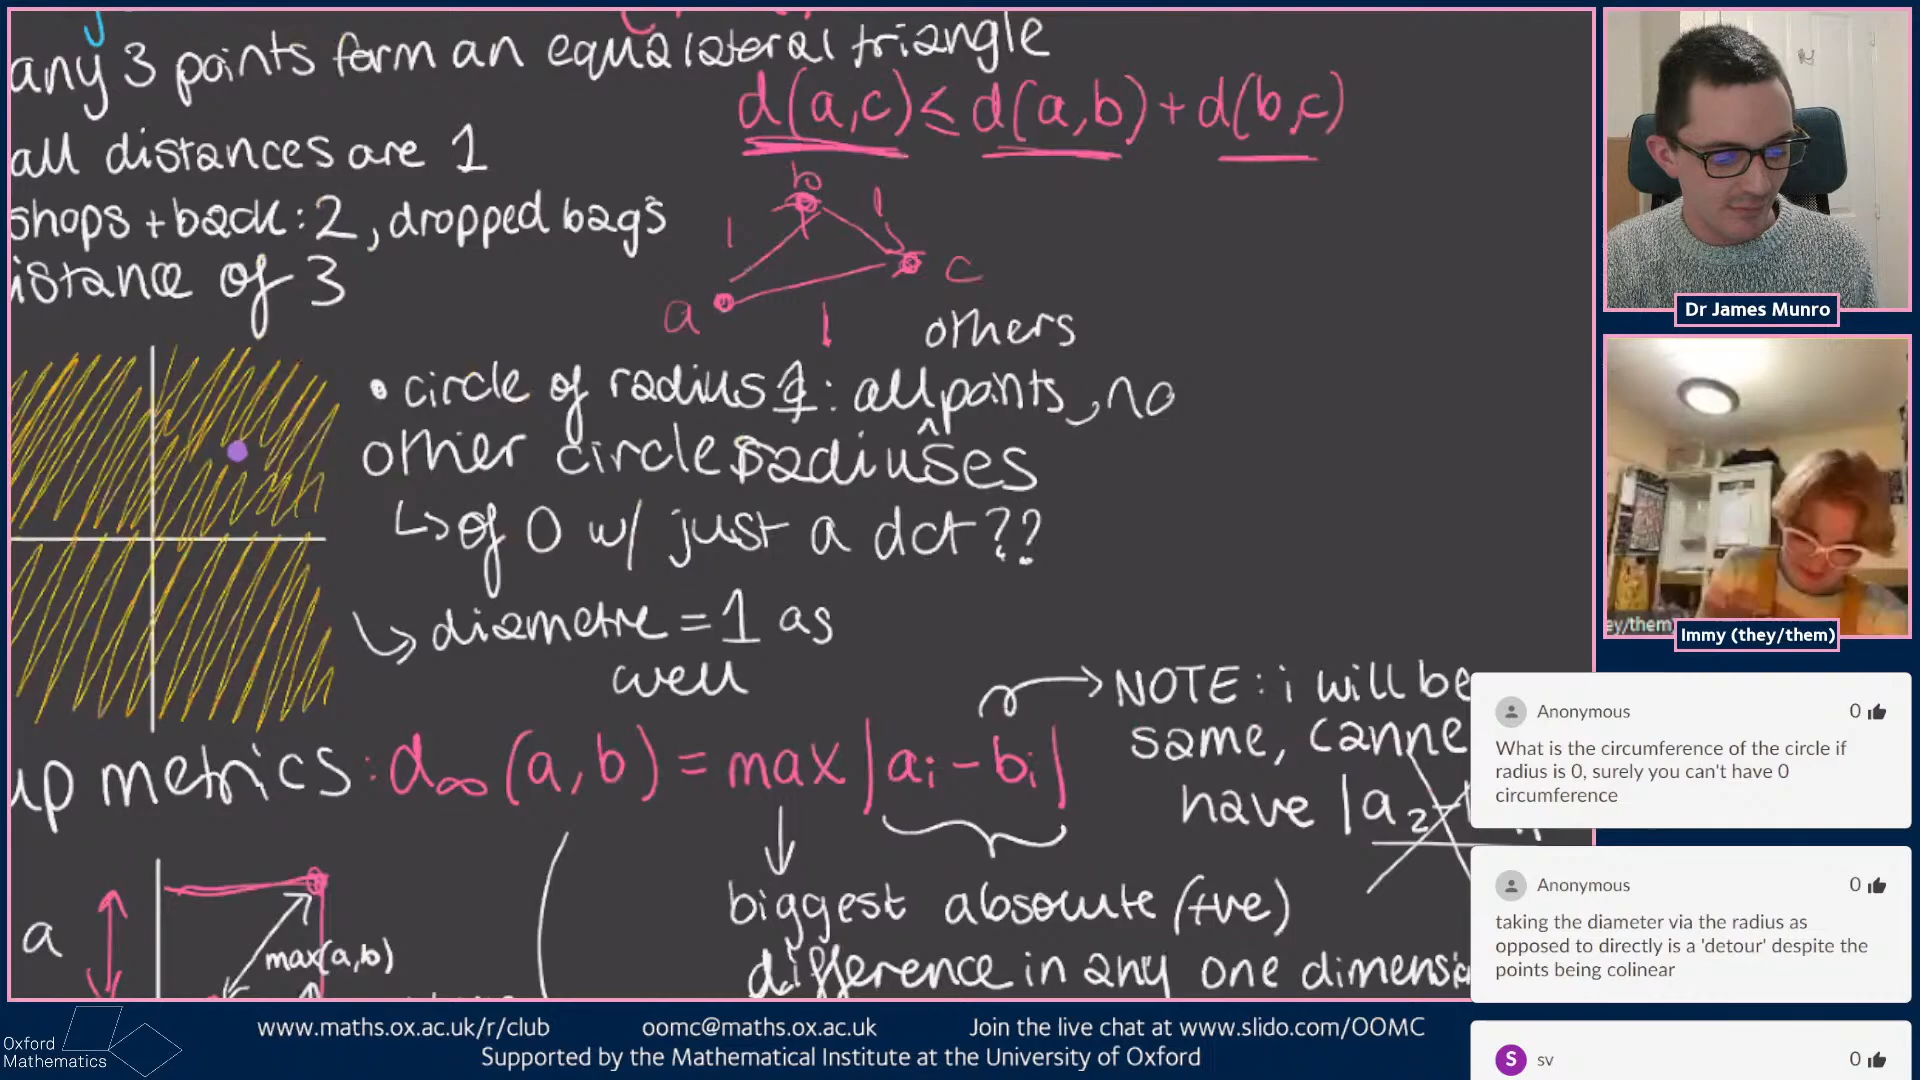 any 3 points form an equalateral triangle
d(a,c) ≤ d(a,b) + d(b,c)
all distances are 1
shops + back: 2, dropped bags
istance of 3
b
1
1
a
c
1
others
• circle of radius 1: all points, no
other circle radiuses
↳ of 0 w/ just a dot??
↳ diametre = 1 as
well
→ NOTE: i will be
same, canno
have |a₂ -
up metrics: d∞(a,b) = max |aᵢ - bᵢ|
biggest absolute (+ve)
difference in any one dimensio
a
max(a,b)
Dr James Munro
ey/them)
Immy (they/them)
Anonymous
0
What is the circumference of the circle if
radius is 0, surely you can't have 0
circumference
Anonymous
0
taking the diameter via the radius as
opposed to directly is a 'detour' despite the
points being colinear
S
sv
0
Oxford
Mathematics
www.maths.ox.ac.uk/r/club
oomc@maths.ox.ac.uk
Join the live chat at www.slido.com/OOMC
Supported by the Mathematical Institute at the University of Oxford